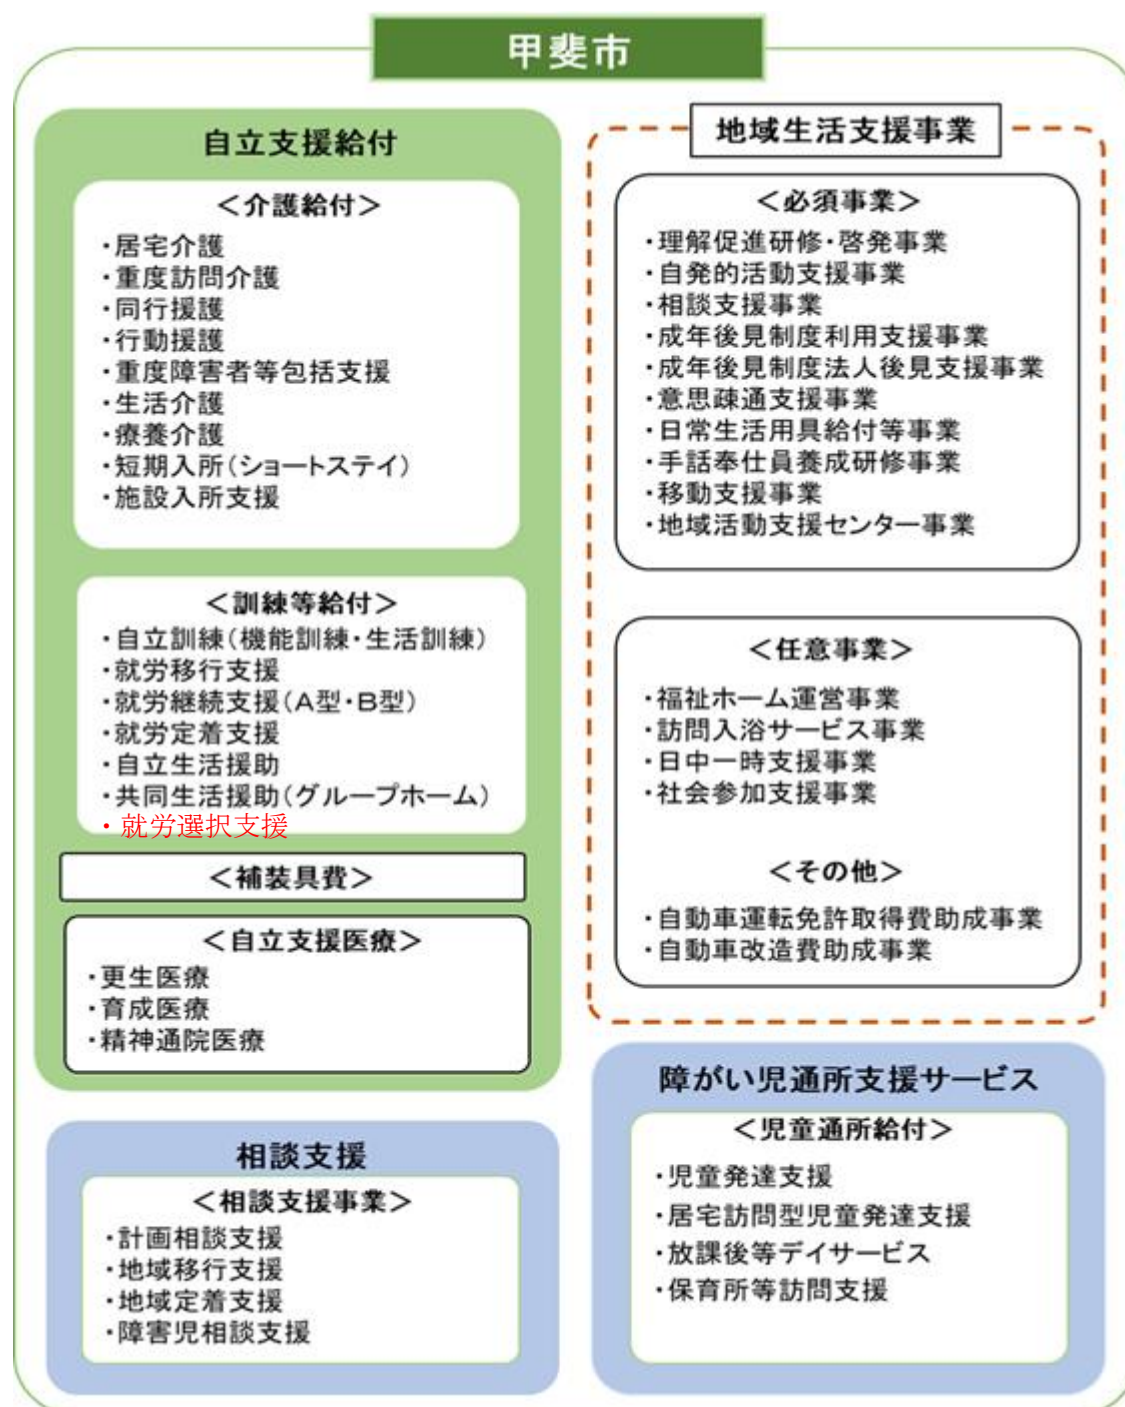 甲斐市
自立支援給付
＜介護給付＞
・居宅介護
・重度訪問介護
・同行援護
・行動援護
・重度障害者等包括支援
・生活介護
・療養介護
・短期入所（ショートステイ）
・施設入所支援
＜訓練等給付＞
・自立訓練（機能訓練・生活訓練）
・就労移行支援
・就労継続支援（A型・B型）
・就労定着支援
・自立生活援助
・共同生活援助（グループホーム）
・就労選択支援
＜補装具費＞
＜自立支援医療＞
・更生医療
・育成医療
・精神通院医療
相談支援
＜相談支援事業＞
・計画相談支援
・地域移行支援
・地域定着支援
・障害児相談支援
地域生活支援事業
＜必須事業＞
・理解促進研修・啓発事業
・自発的活動支援事業
・相談支援事業
・成年後見制度利用支援事業
・成年後見制度法人後見支援事業
・意思疎通支援事業
・日常生活用具給付等事業
・手話奉仕員養成研修事業
・移動支援事業
・地域活動支援センター事業
＜任意事業＞
・福祉ホーム運営事業
・訪問入浴サービス事業
・日中一時支援事業
・社会参加支援事業
＜その他＞
・自動車運転免許取得費助成事業
・自動車改造費助成事業
障がい児通所支援サービス
＜児童通所給付＞
・児童発達支援
・居宅訪問型児童発達支援
・放課後等デイサービス
・保育所等訪問支援